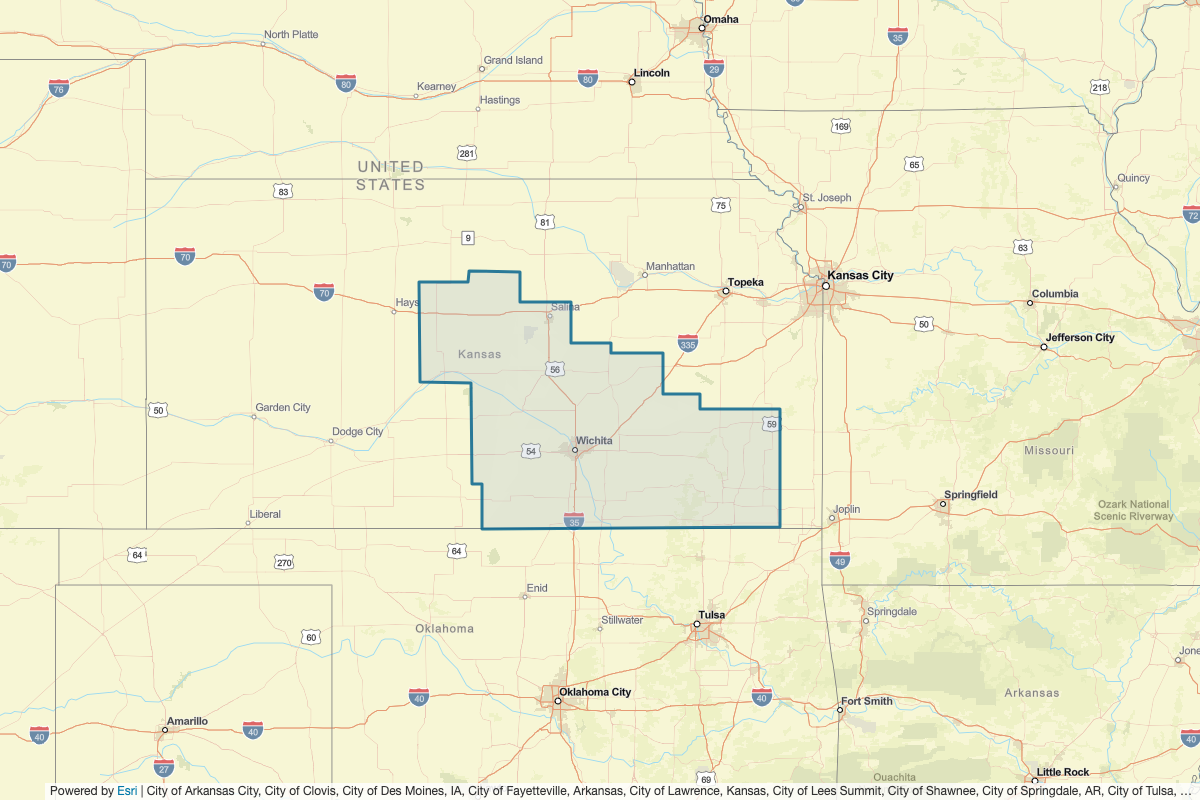 Omaha
North Platte
35
Grand Island
29
Lincoln
80
76
80
Kearney
218
Hastings
169
281
65
UNITED
STATES
Quincy
83
St. Joseph
75
72
81
9
63
70
70
Manhattan
Kansas City
Topeka
70
Columbia
Hays
Salina
50
Jefferson City
335
Kansas
56
50
Garden City
59
Dodge City
Wichita
54
Missouri
Springfield
Ozark National
Scenic Riverway
Liberal
Joplin
35
64
64
270
49
Enid
Springdale
Tulsa
Stillwater
Oklahoma
60
Jone
Oklahoma City
Arkansas
40
40
Fort Smith
Amarillo
40
40
40
27
Little Rock
69
Ouachita
Powered by Esri | City of Arkansas City, City of Clovis, City of Des Moines, IA, City of Fayetteville, Arkansas, City of Lawrence, Kansas, City of Lees Summit, City of Shawnee, City of Springdale, AR, City of Tulsa, ...